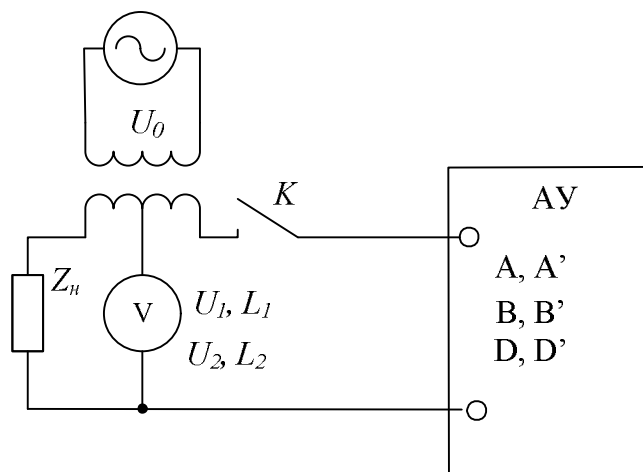 U₀
K
АУ
Zн
V
U₁, L₁
U₂, L₂
A, A’
B, B’
D, D’